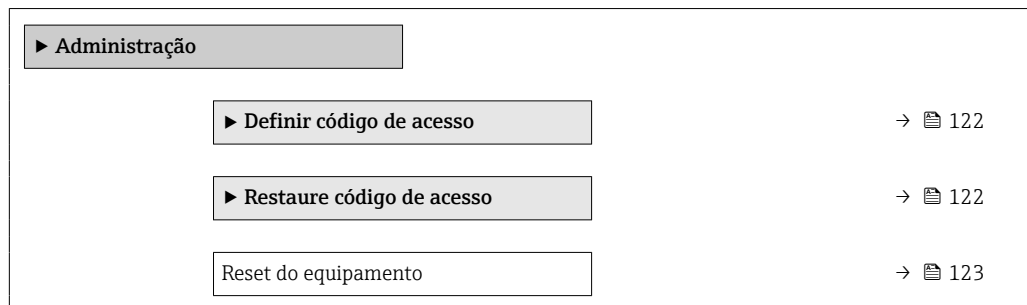 ▶ Administração
▶ Definir código de acesso → 122
▶ Restaure código de acesso → 122
Reset do equipamento → 123